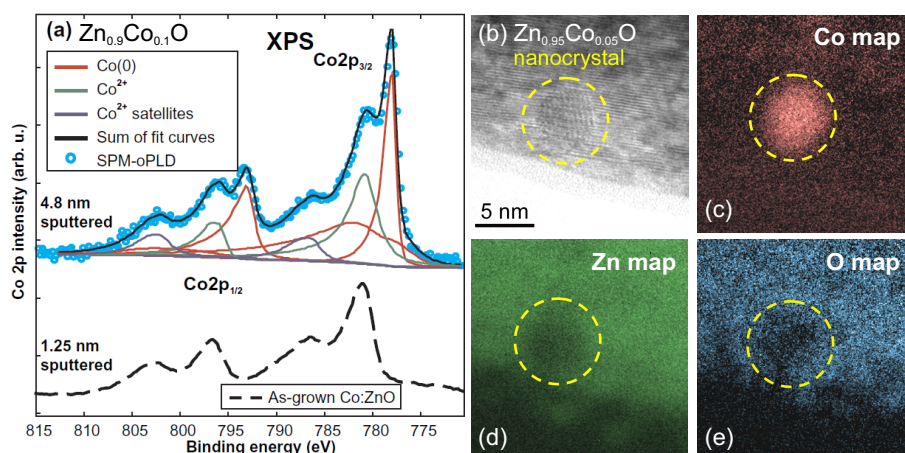 (a) Zn0.9Co0.1O
XPS
Co2p3/2
Co(0)
Co2+
Co2+ satellites
Sum of fit curves
SPM-oPLD
4.8 nm
sputtered
Co 2p intensity (arb. u.)
Co2p1/2
1.25 nm
sputtered
As-grown Co:ZnO
815 810 805 800 795 790 785 780 775
Binding energy (eV)
(b) Zn0.95Co0.05O
nanocrystal
5 nm
Co map
(c)
Zn map
(d)
O map
(e)